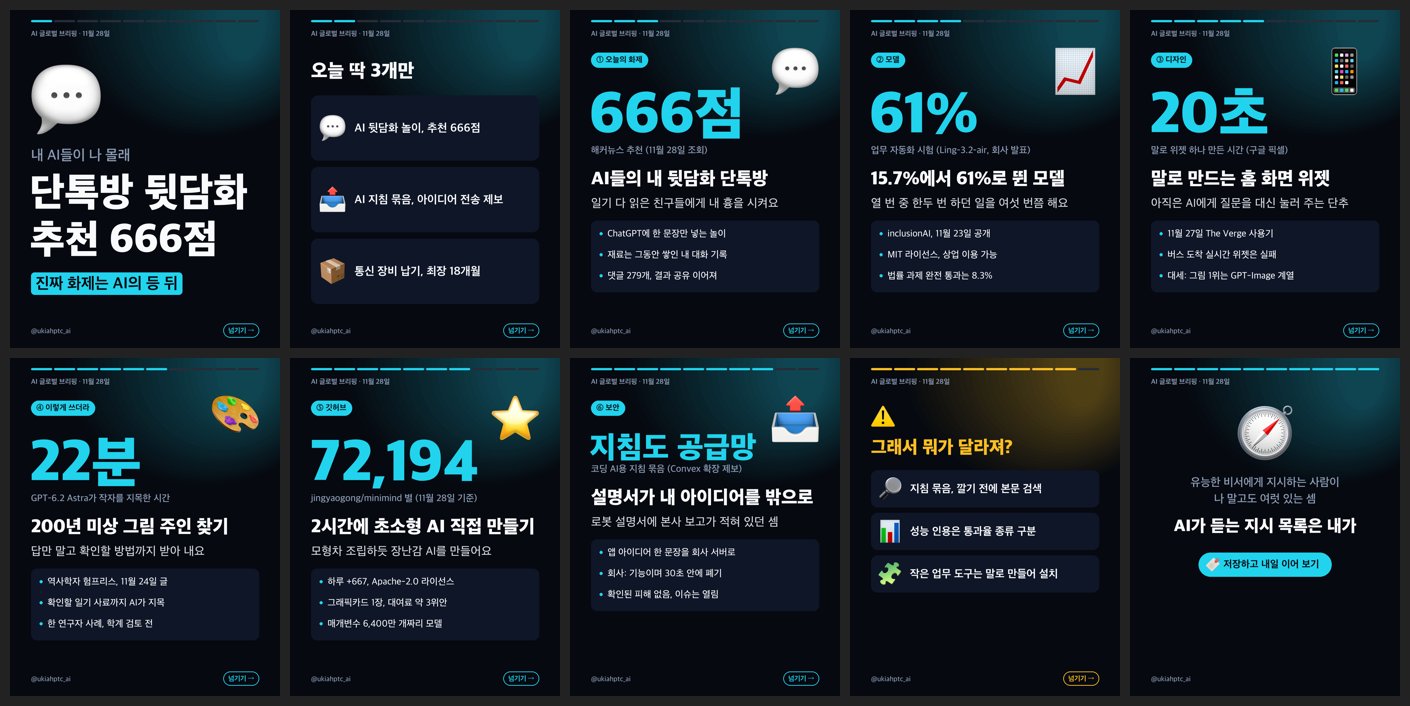 AI 글로벌 브리핑 · 11월 28일
내 AI들이 나 몰래
단톡방 뒷담화
추천 666점
진짜 화제는 AI의 등 뒤
@ukiahptc_ai
넘기기 →
AI 글로벌 브리핑 · 11월 28일
오늘 딱 3개만
AI 뒷담화 놀이, 추천 666점
AI 지침 묶음, 아이디어 전송 제보
통신 장비 납기, 최장 18개월
@ukiahptc_ai
넘기기 →
AI 글로벌 브리핑 · 11월 28일
① 오늘의 화제
666점
해커뉴스 추천 (11월 28일 조회)
AI들의 내 뒷담화 단톡방
일기 다 읽은 친구들에게 내 흉을 시켜요
• ChatGPT에 한 문장만 넣는 놀이
• 재료는 그동안 쌓인 내 대화 기록
• 댓글 279개, 결과 공유 이어져
@ukiahptc_ai
넘기기 →
AI 글로벌 브리핑 · 11월 28일
② 모델
61%
업무 자동화 시험 (Ling-3.2-air, 회사 발표)
15.7%에서 61%로 뛴 모델
열 번 중 한두 번 하던 일을 여섯 번쯤 해요
• inclusionAI, 11월 23일 공개
• MIT 라이선스, 상업 이용 가능
• 법률 과제 완전 통과는 8.3%
@ukiahptc_ai
넘기기 →
AI 글로벌 브리핑 · 11월 28일
③ 디자인
20초
말로 위젯 하나 만든 시간 (구글 픽셀)
말로 만드는 홈 화면 위젯
아직은 AI에게 질문을 대신 눌러 주는 단추
• 11월 27일 The Verge 사용기
• 버스 도착 실시간 위젯은 실패
• 대세: 그림 1위는 GPT-Image 계열
@ukiahptc_ai
넘기기 →
AI 글로벌 브리핑 · 11월 28일
④ 이렇게 쓰더라
22분
GPT-6.2 Astra가 작자를 지목한 시간
200년 미상 그림 주인 찾기
답만 말고 확인할 방법까지 받아 내요
• 역사학자 험프리스, 11월 24일 글
• 확인할 일기 사료까지 AI가 지목
• 한 연구자 사례, 학계 검토 전
@ukiahptc_ai
넘기기 →
AI 글로벌 브리핑 · 11월 28일
⑤ 깃허브
72,194
jingyaogong/minimind 별 (11월 28일 기준)
2시간에 초소형 AI 직접 만들기
모형차 조립하듯 장난감 AI를 만들어요
• 하루 +667, Apache-2.0 라이선스
• 그래픽카드 1장, 대여료 약 3위안
• 매개변수 6,400만 개짜리 모델
@ukiahptc_ai
넘기기 →
AI 글로벌 브리핑 · 11월 28일
⑥ 보안
지침도 공급망
코딩 AI용 지침 묶음 (Convex 확장 제보)
설명서가 내 아이디어를 밖으로
로봇 설명서에 본사 보고가 적혀 있던 셈
• 앱 아이디어 한 문장을 회사 서버로
• 회사: 기능이며 30초 안에 폐기
• 확인된 피해 없음, 이슈는 열림
@ukiahptc_ai
넘기기 →
AI 글로벌 브리핑 · 11월 28일
그래서 뭐가 달라져?
지침 묶음, 깔기 전에 본문 검색
성능 인용은 통과율 종류 구분
작은 업무 도구는 말로 만들어 설치
@ukiahptc_ai
넘기기 →
AI 글로벌 브리핑 · 11월 28일
유능한 비서에게 지시하는 사람이
나 말고도 여럿 있는 셈
AI가 듣는 지시 목록은 내가
저장하고 내일 이어 보기
@ukiahptc_ai